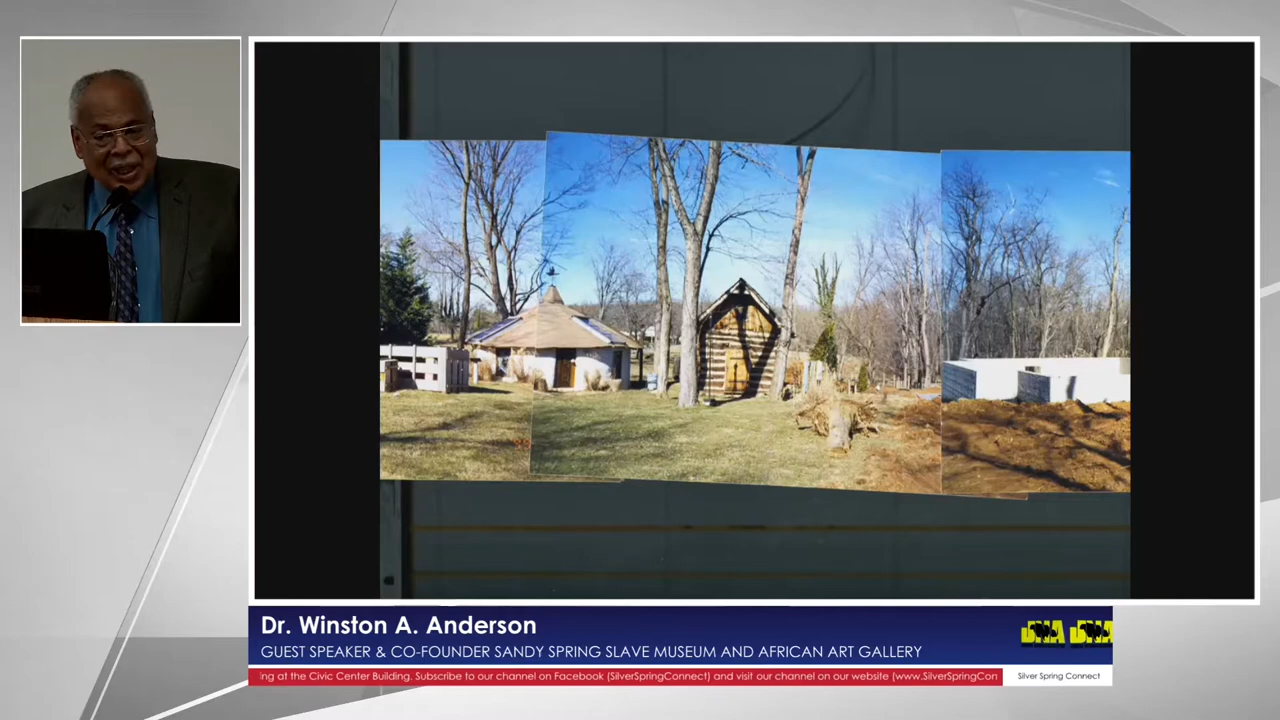 Dr. Winston A. Anderson
GUEST SPEAKER & CO-FOUNDER SANDY SPRING SLAVE MUSEUM AND AFRICAN ART GALLERY
ing at the Civic Center Building. Subscribe to our channel on Facebook (SilverSpringConnect) and visit our channel on our website (www.SilverSpringCon
Silver Spring Connect